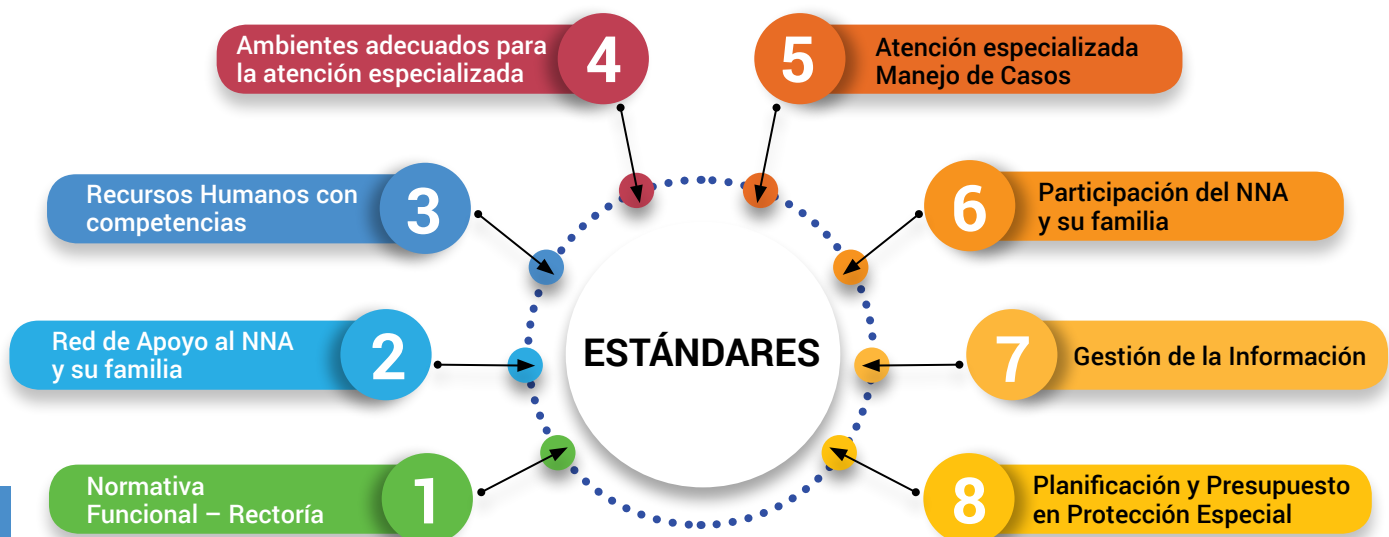 Ambientes adecuados para
la atención especializada
4
5
Atención especializada
Manejo de Casos
Recursos Humanos con
competencias
3
6
Participación del NNA
y su familia
Red de Apoyo al NNA
y su familia
2
ESTÁNDARES
7
Gestión de la Información
Normativa
Funcional – Rectoría
1
8
Planificación y Presupuesto
en Protección Especial